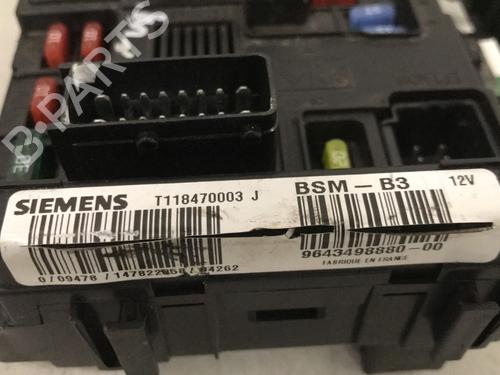 B-PARTS
SIEMENS T118470003 J BSM-B3 12V
9643498880-00
FABRIQUE EN FRANCE